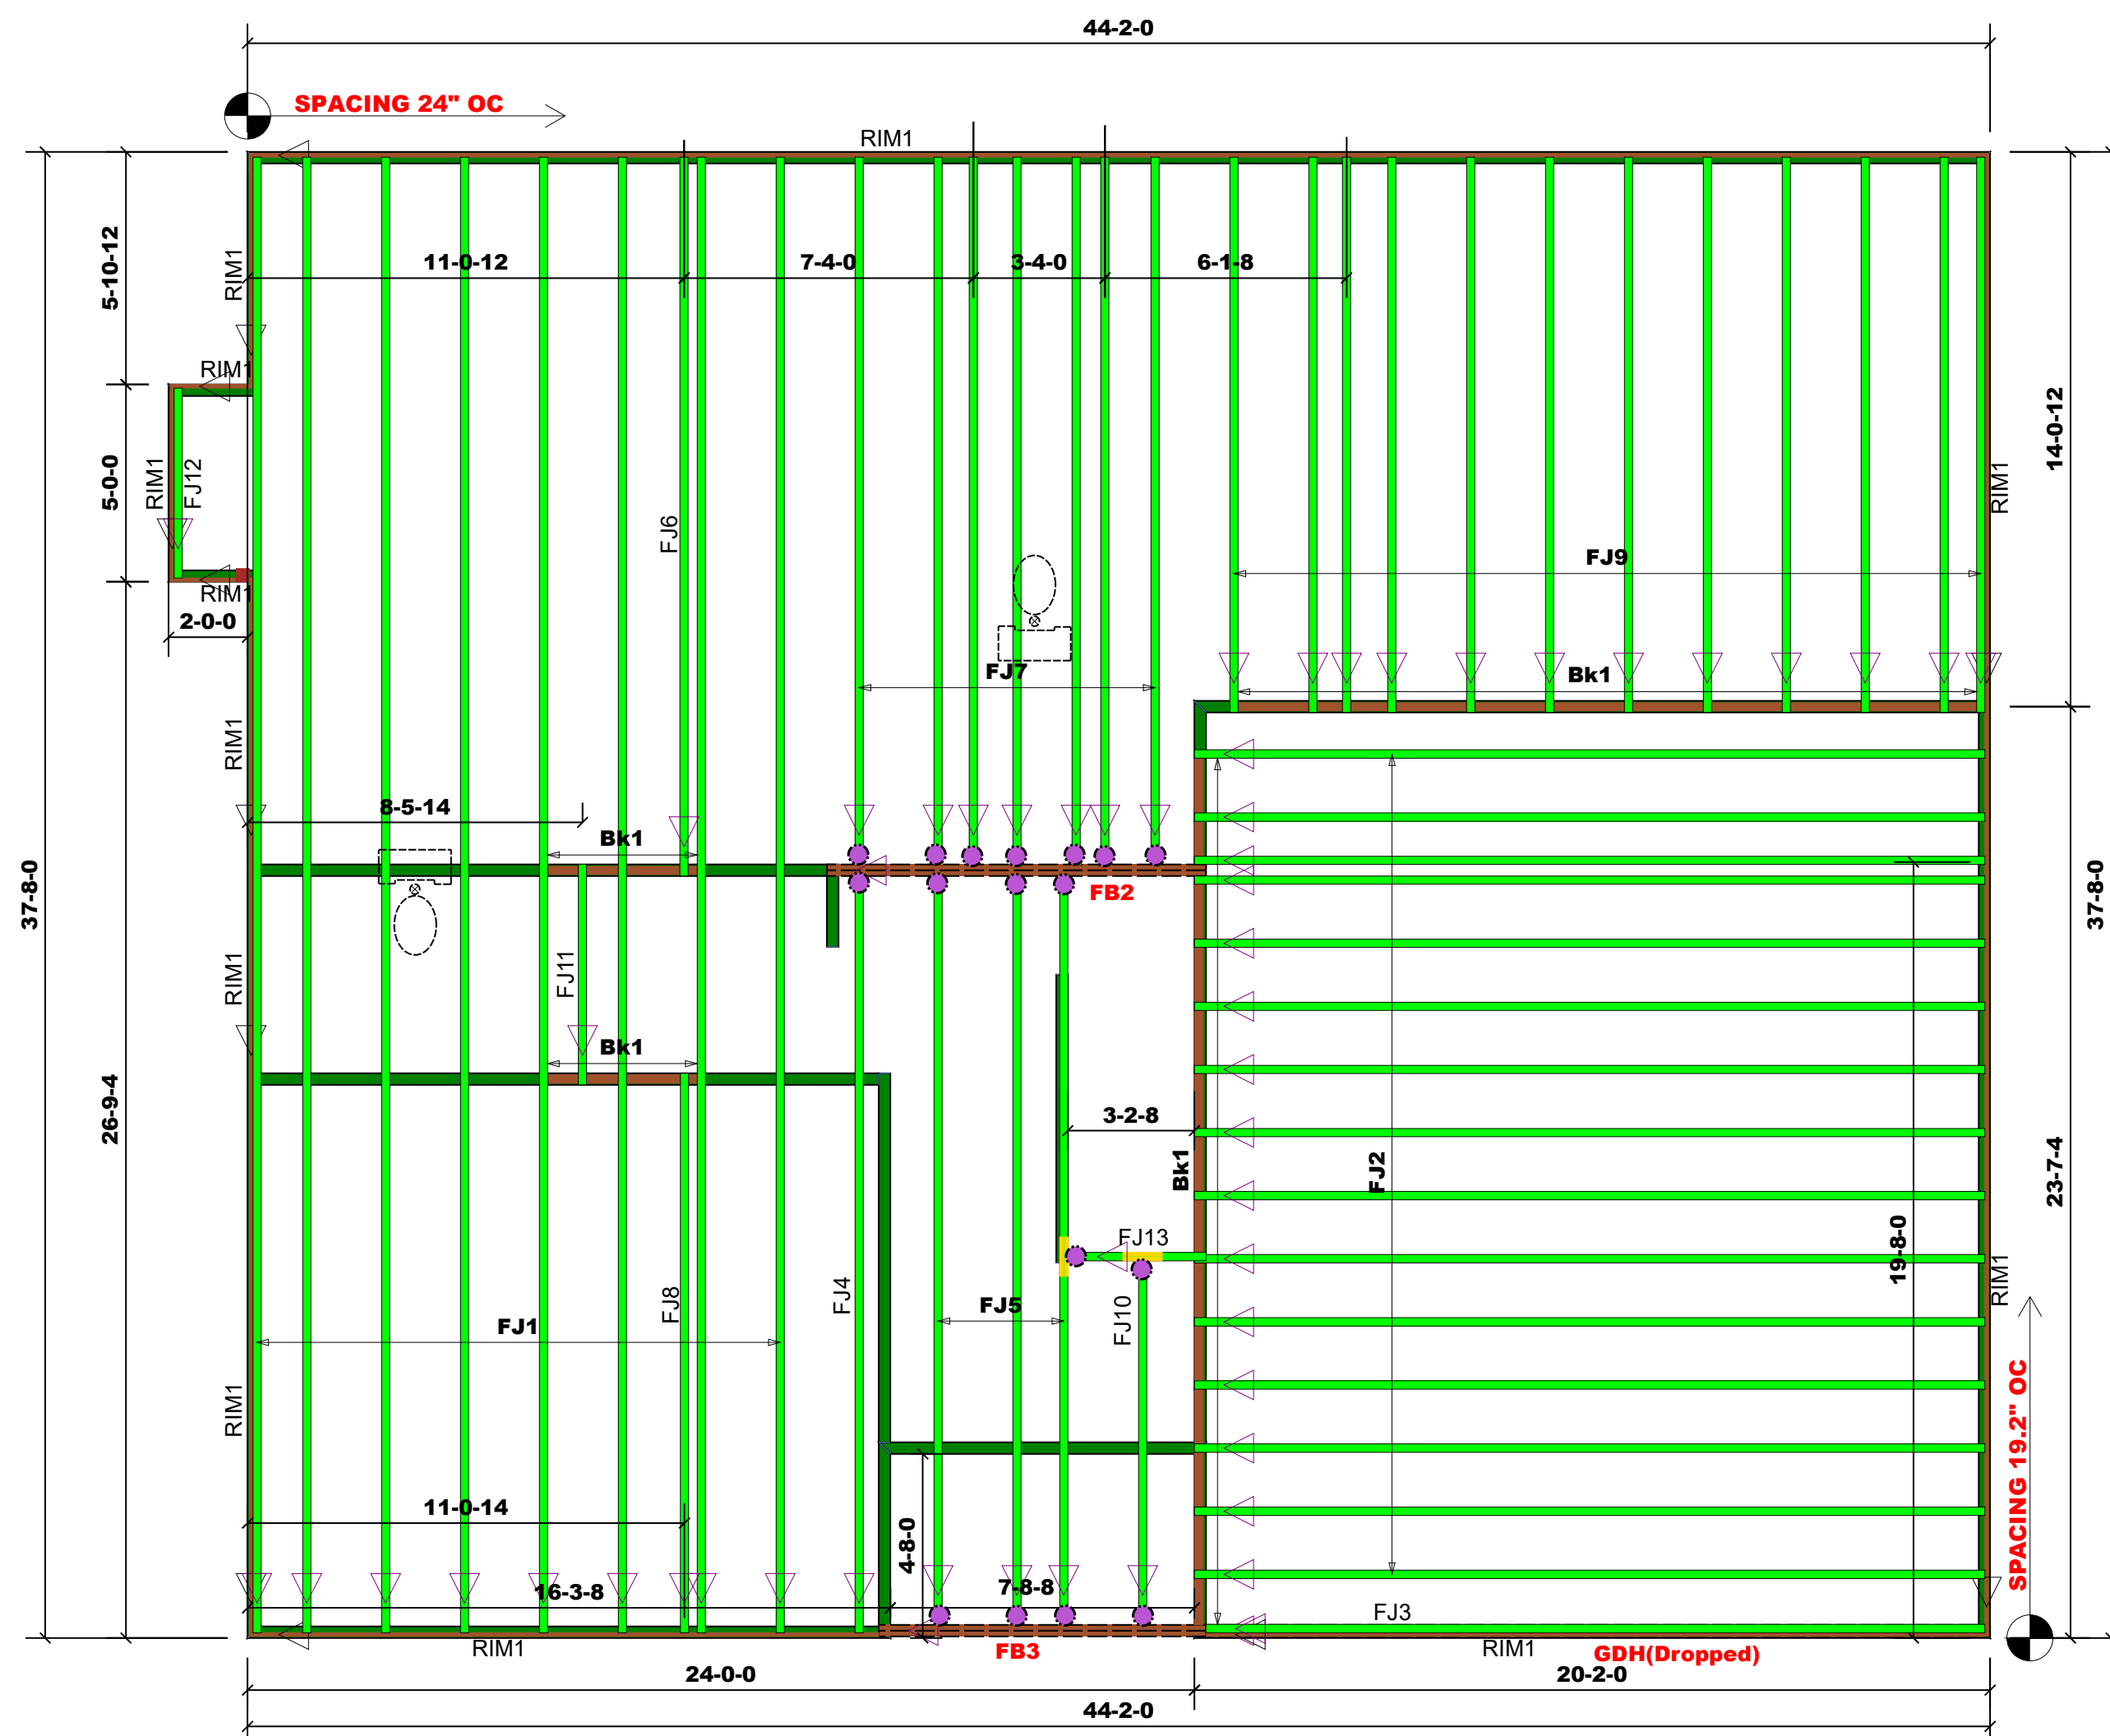 44-2-0
SPACING 24" OC
RIM1
5-10-12
RIM1
11-0-12
7-4-0
3-4-0
6-1-8
RIM1
14-0-12
5-0-0
RIM1
FJ12
FJ6
RIM1
FJ9
RIM1
2-0-0
FJ7
Bk1
RIM1
8-5-14
Bk1
FB2
37-8-0
37-8-0
RIM1
FJ11
Bk1
26-9-4
3-2-8
Bk1
FJ2
23-7-4
FJ13
19-8-0
RIM1
FJ8
FJ4
FJ5
FJ10
FJ1
RIM1
SPACING 19.2" OC
11-0-14
4-8-0
16-3-8
7-8-8
FJ3
RIM1
FB3
RIM1
GDH(Dropped)
24-0-0
20-2-0
44-2-0